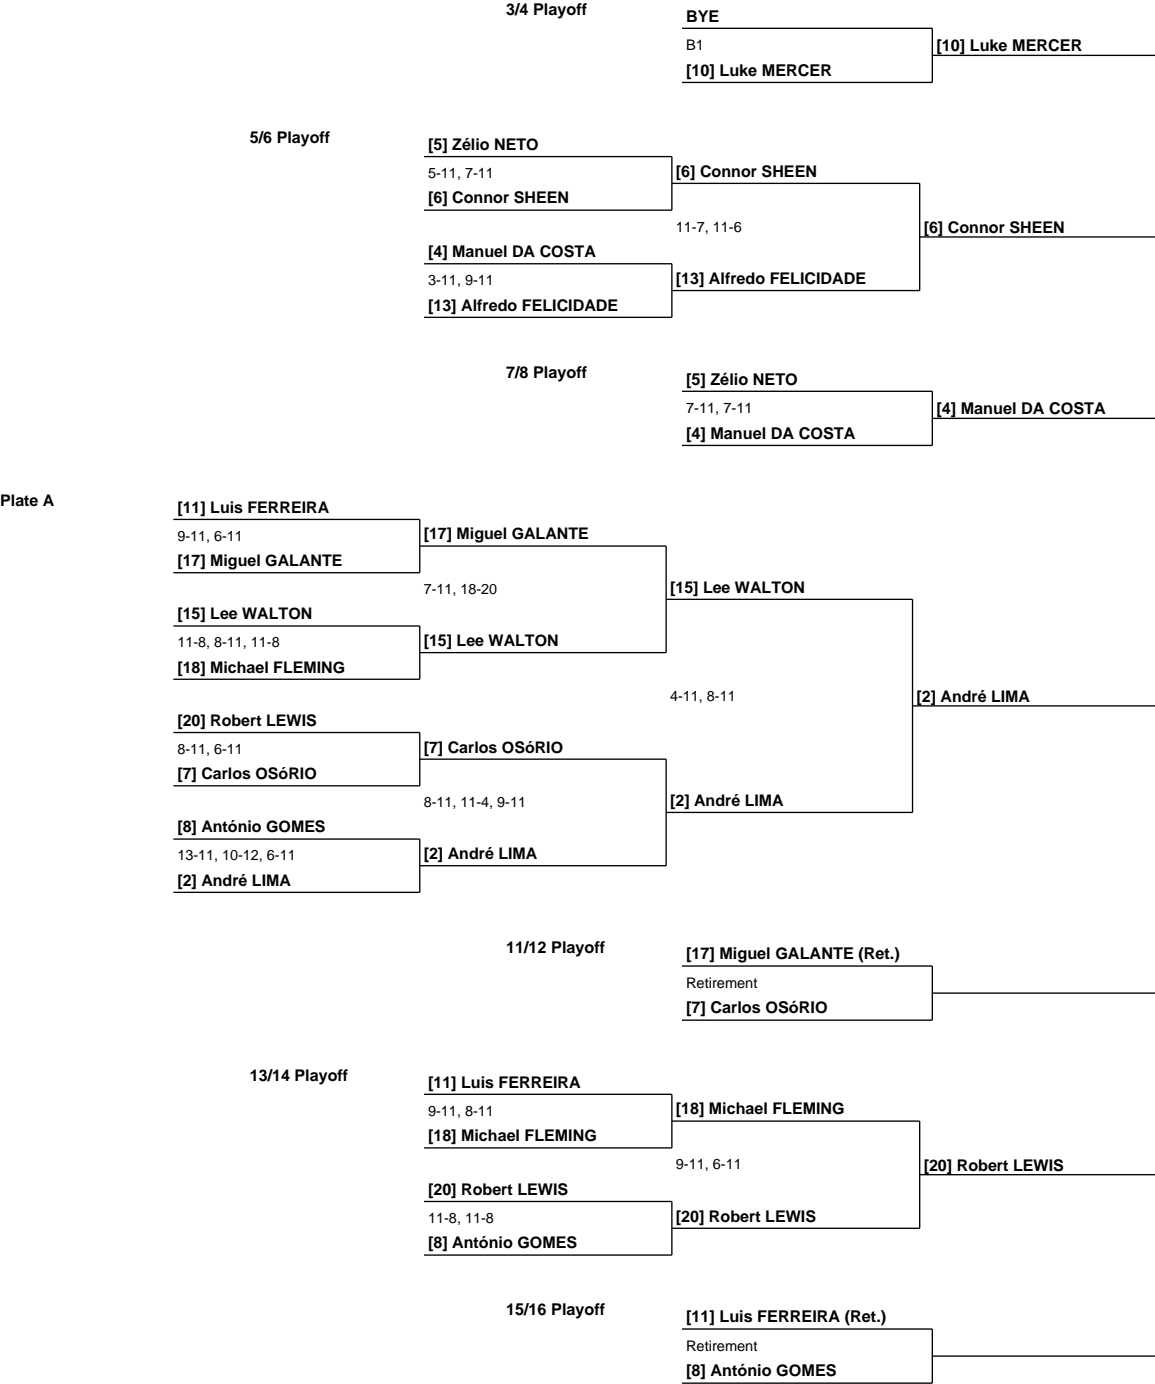 3/4 Playoff
BYE
B1
[10] Luke MERCER
[10] Luke MERCER
5/6 Playoff
[5] Zélio NETO
5-11, 7-11
[6] Connor SHEEN
[6] Connor SHEEN
11-7, 11-6
[6] Connor SHEEN
[4] Manuel DA COSTA
3-11, 9-11
[13] Alfredo FELICIDADE
[13] Alfredo FELICIDADE
7/8 Playoff
[5] Zélio NETO
7-11, 7-11
[4] Manuel DA COSTA
[4] Manuel DA COSTA
Plate A
[11] Luis FERREIRA
9-11, 6-11
[17] Miguel GALANTE
[17] Miguel GALANTE
7-11, 18-20
[15] Lee WALTON
[15] Lee WALTON
11-8, 8-11, 11-8
[15] Lee WALTON
[18] Michael FLEMING
4-11, 8-11
[2] André LIMA
[20] Robert LEWIS
8-11, 6-11
[7] Carlos OSóRIO
[7] Carlos OSóRIO
8-11, 11-4, 9-11
[2] André LIMA
[8] António GOMES
13-11, 10-12, 6-11
[2] André LIMA
[2] André LIMA
11/12 Playoff
[17] Miguel GALANTE (Ret.)
Retirement
[7] Carlos OSóRIO
13/14 Playoff
[11] Luis FERREIRA
9-11, 8-11
[18] Michael FLEMING
[18] Michael FLEMING
9-11, 6-11
[20] Robert LEWIS
[20] Robert LEWIS
11-8, 11-8
[20] Robert LEWIS
[8] António GOMES
15/16 Playoff
[11] Luis FERREIRA (Ret.)
Retirement
[8] António GOMES